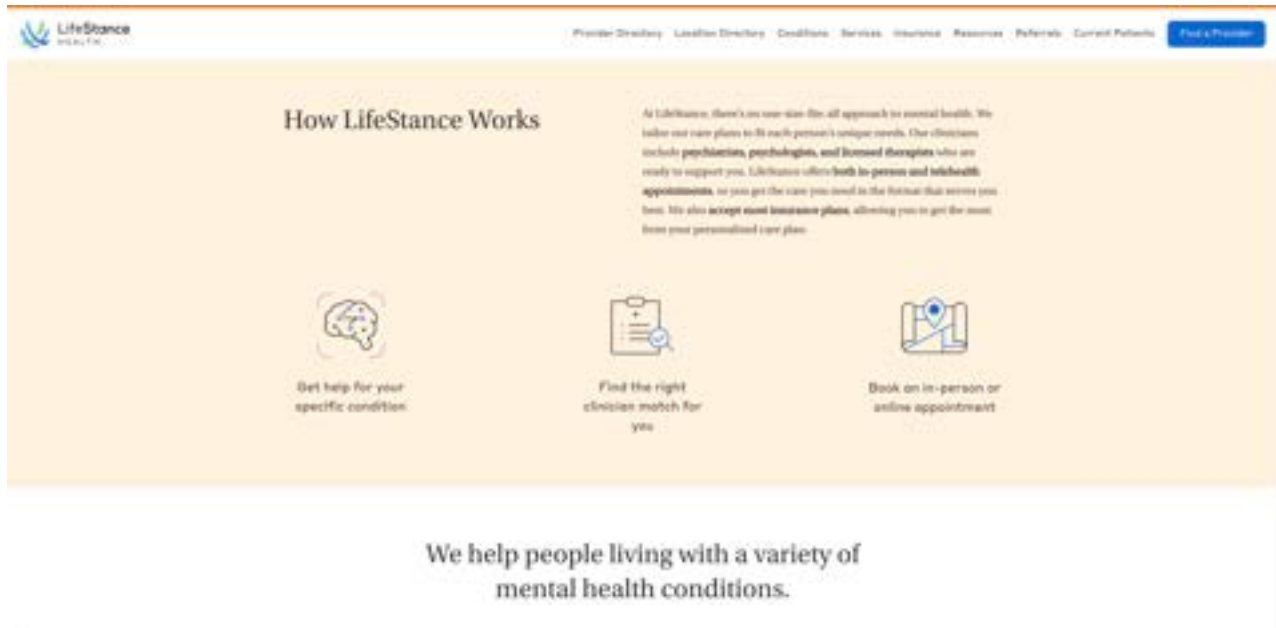 LifeStance
HEALTH
Provider Directory Location Directory Conditions Services Insurance Resources Referrals Current Patients Find a Provider
How LifeStance Works
At LifeStance, there's no one-size-fits-all approach to mental health. We
tailor our care plans to fit each person's unique needs. Our clinicians
include psychiatrists, psychologists, and licensed therapists who are
ready to support you. LifeStance offers both in-person and telehealth
appointments, so you get the care you need in the format that serves you
best. We also accept most insurance plans, allowing you to get the most
from your personalized care plan.
Get help for your
specific condition
Find the right
clinician match for
you
Book an in-person or
online appointment
We help people living with a variety of
mental health conditions.